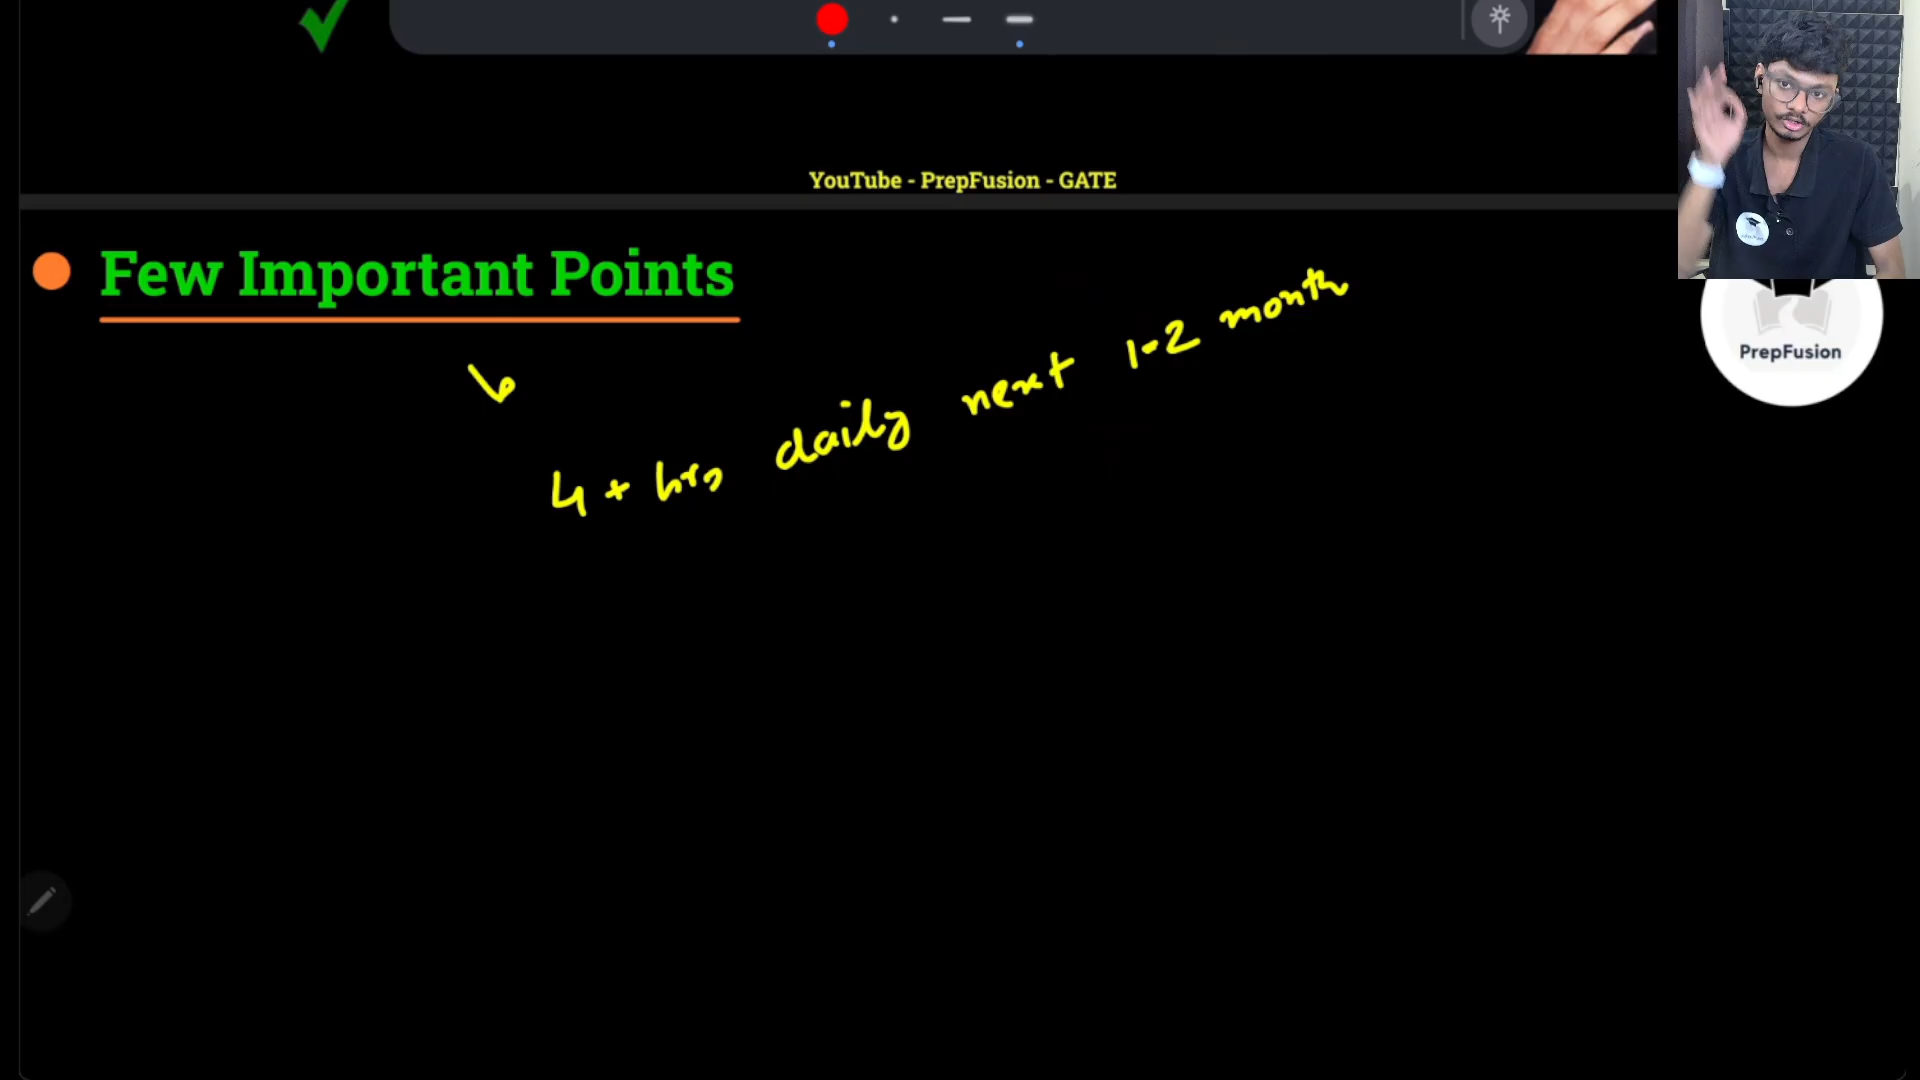 YouTube - PrepFusion - GATE
Few Important Points
4 + hrs daily next 1-2 month
PrepFusion